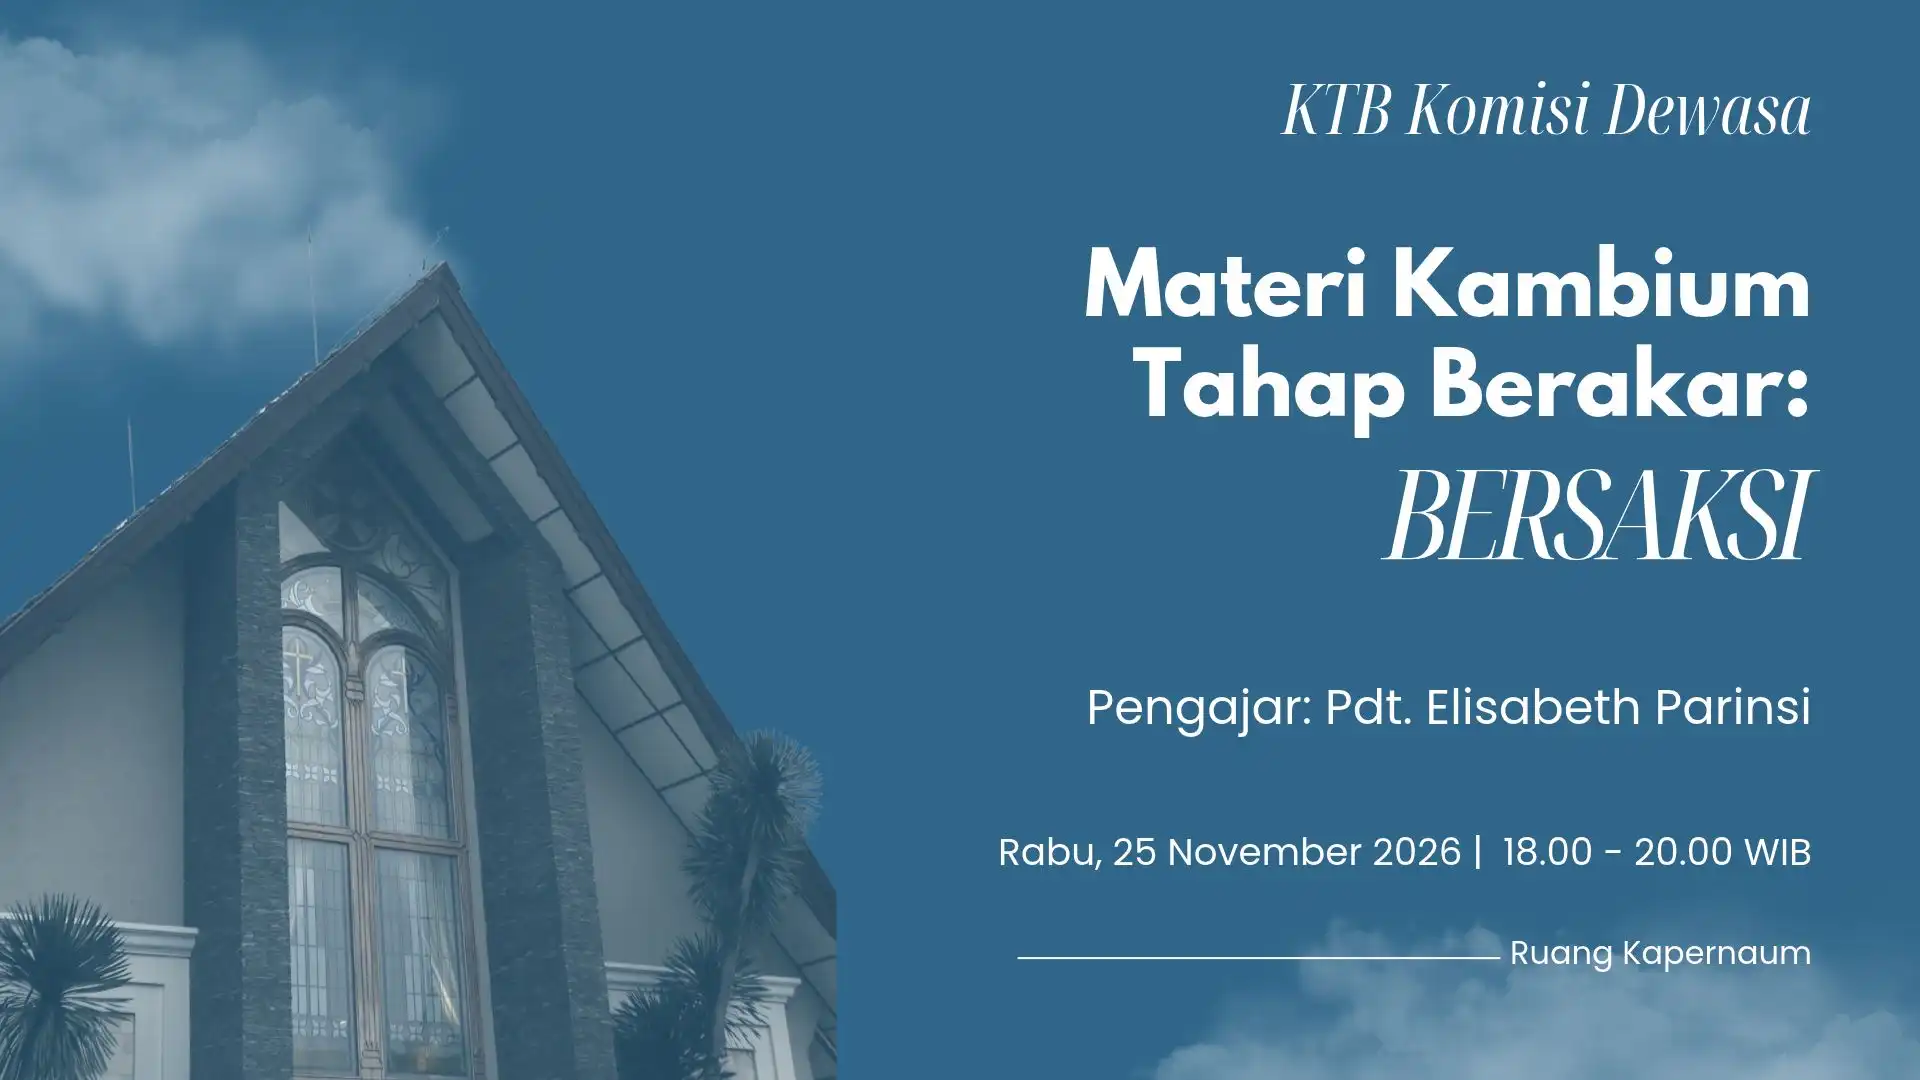 KTB Komisi Dewasa
Materi Kambium
Tahap Berakar:
BERSAKSI
Pengajar: Pdt. Elisabeth Parinsi
Rabu, 25 November 2026 | 18.00 - 20.00 WIB
Ruang Kapernaum